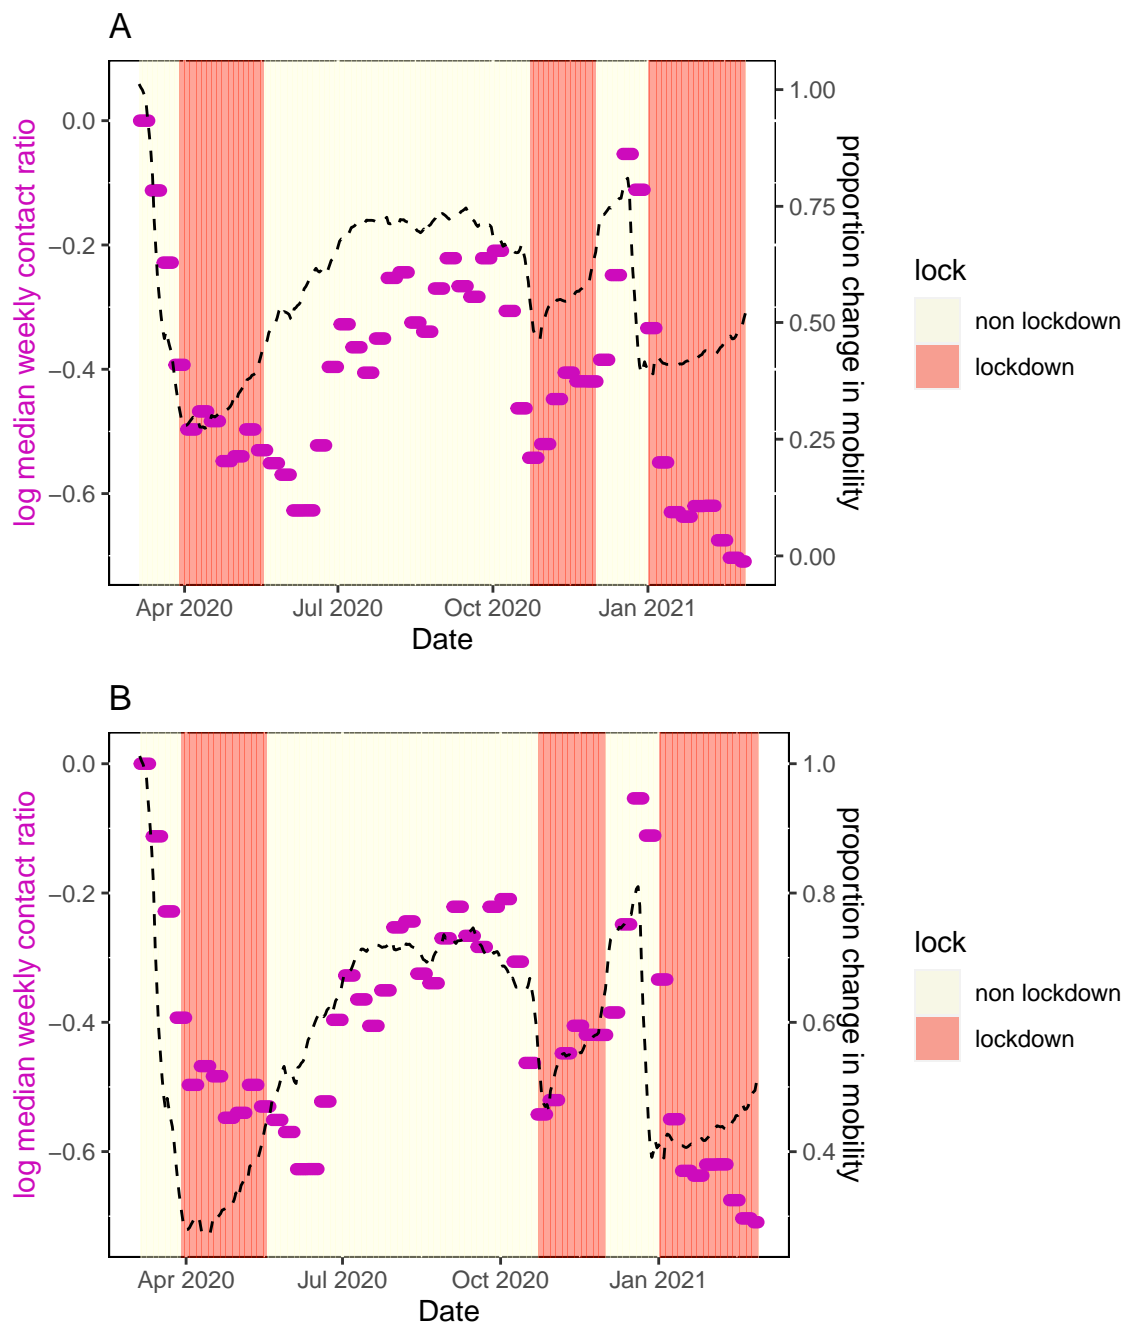 A
log median weekly contact ratio
0.0
−0.2
−0.4
−0.6
1.00
0.75
0.50
0.25
0.00
proportion change in mobility
Apr 2020
Jul 2020
Oct 2020
Jan 2021
Date
lock
non lockdown
lockdown
B
log median weekly contact ratio
0.0
−0.2
−0.4
−0.6
1.0
0.8
0.6
0.4
proportion change in mobility
Apr 2020
Jul 2020
Oct 2020
Jan 2021
Date
lock
non lockdown
lockdown